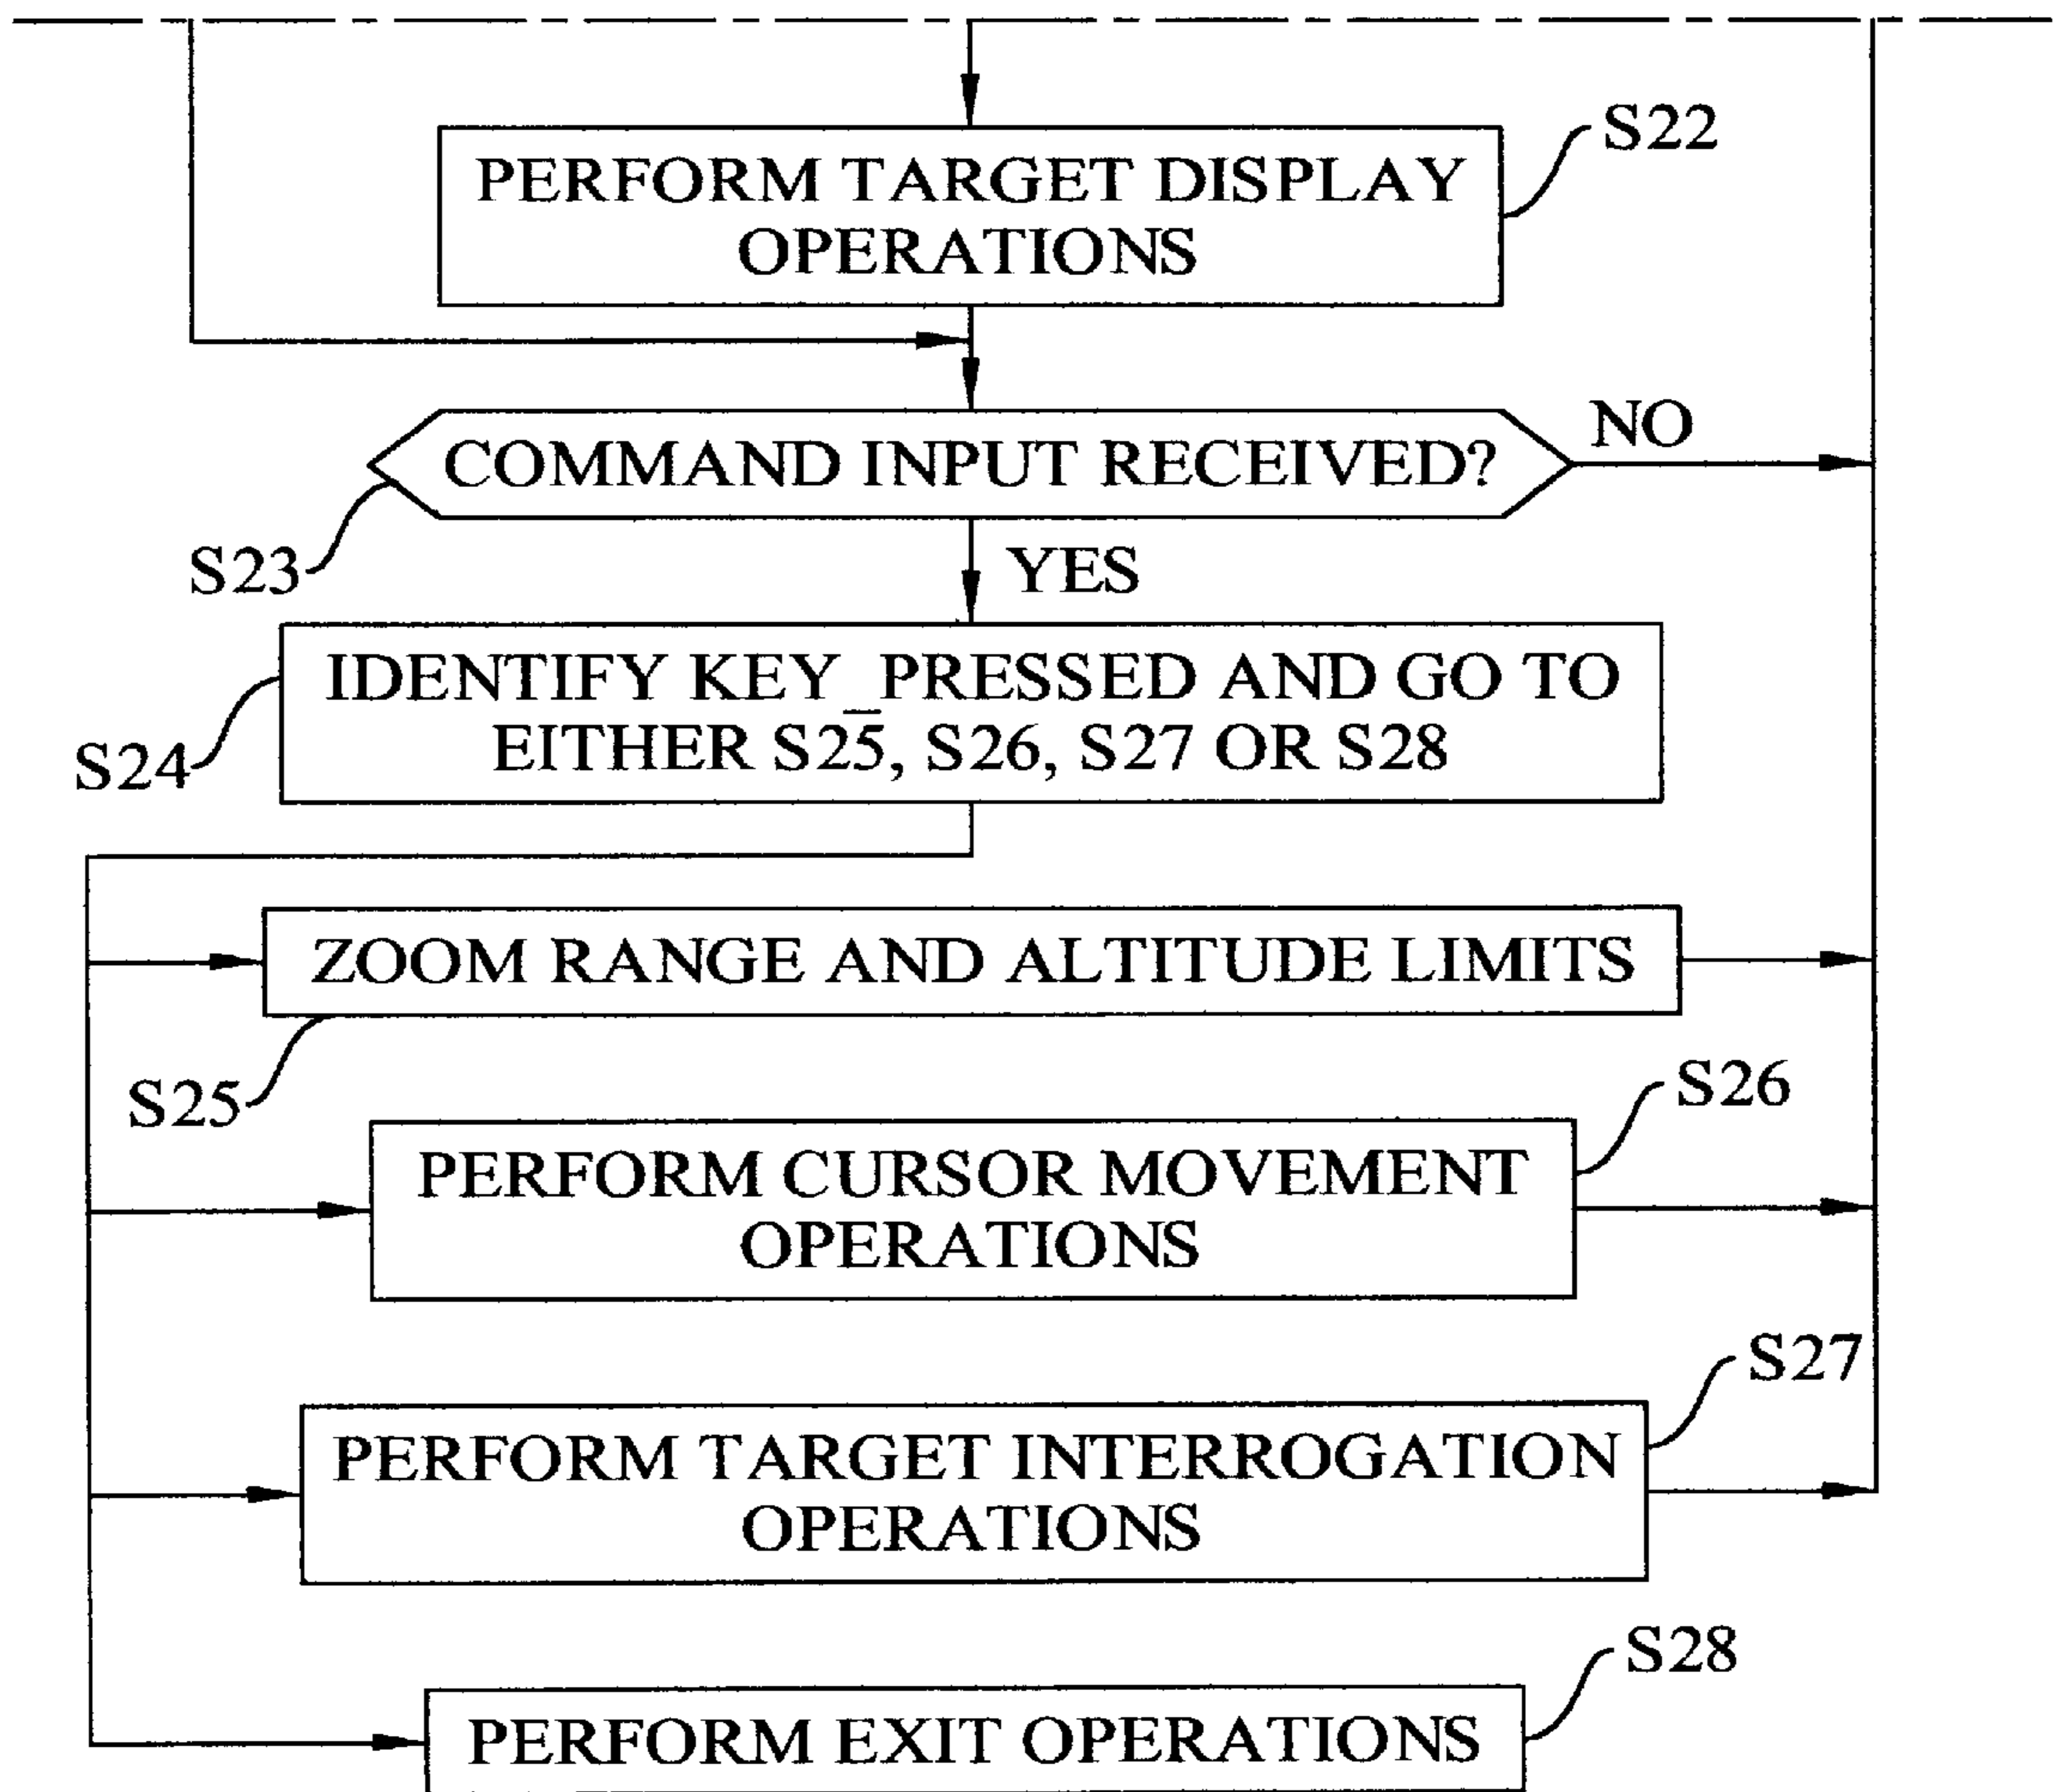 S22
PERFORM TARGET DISPLAY
OPERATIONS
COMMAND INPUT RECEIVED?
NO
S23
YES
IDENTIFY KEY_PRESSED AND GO TO
EITHER S25, S26, S27 OR S28
S24
ZOOM RANGE AND ALTITUDE LIMITS
S25
S26
PERFORM CURSOR MOVEMENT
OPERATIONS
S27
PERFORM TARGET INTERROGATION
OPERATIONS
S28
PERFORM EXIT OPERATIONS